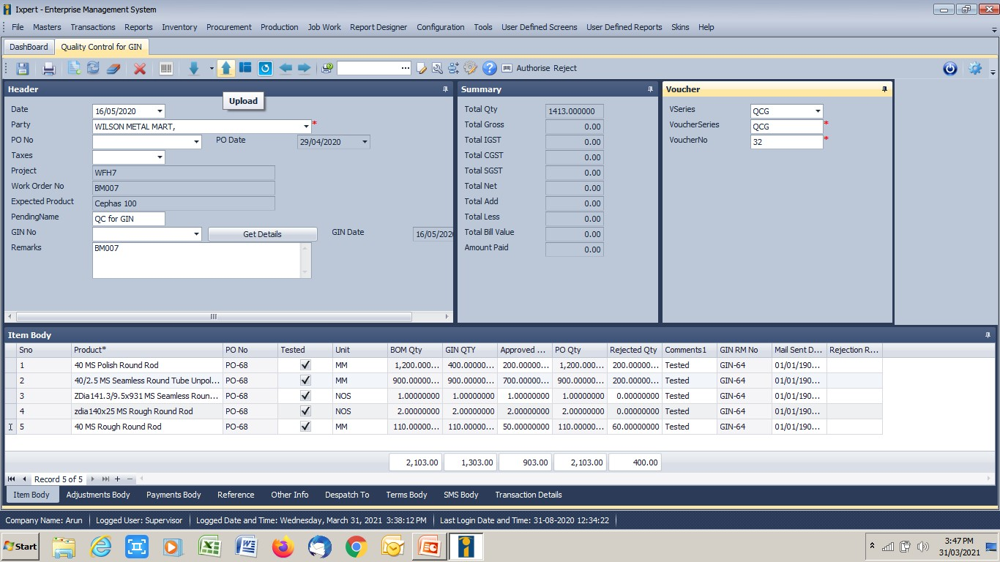 Ixpert - Enterprise Management System
File Masters Transactions Reports Inventory Procurement Production Job Work Report Designer Configuration Tools User Defined Screens User Defined Reports Skins Help
DashBoard Quality Control for GIN
Authorise Reject
Upload
Header
Date 16/05/2020
Party WILSON METAL MART, *
PO No PO Date 29/04/2020
Taxes
Project WFH7
Work Order No BM007
Expected Product Cephas 100
PendingName QC for GIN
GIN No Get Details GIN Date 16/05/202
Remarks BM007
Summary
Total Qty 1413.000000
Total Gross 0.00
Total IGST 0.00
Total CGST 0.00
Total SGST 0.00
Total Net 0.00
Total Add 0.00
Total Less 0.00
Total Bill Value 0.00
Amount Paid 0.00
Voucher
VSeries QCG
VoucherSeries QCG *
VoucherNo 32 *
Item Body
Sno Product* PO No Tested Unit BOM Qty GIN QTY Approved ... PO Qty Rejected Qty Comments1 GIN RM No Mail Sent D... Rejection R...
1 40 MS Polish Round Rod PO-68 MM 1,200.000... 400.00000... 200.00000... 1,200.000... 200.00000... Tested GIN-64 01/01/190...
2 40/2.5 MS Seamless Round Tube Unpol... PO-68 MM 900.00000... 900.00000... 700.00000... 900.00000... 200.00000... Tested GIN-64 01/01/190...
3 ZDia141.3/9.5x931 MS Seamless Roun... PO-68 NOS 1.00000000 1.00000000 1.00000000 1.00000000 0.00000000 Tested GIN-64 01/01/190...
4 zdia140x25 MS Rough Round Rod PO-68 NOS 2.00000000 2.00000000 2.00000000 2.00000000 0.00000000 Tested GIN-64 01/01/190...
5 40 MS Rough Round Rod PO-68 MM 110.00000... 110.00000... 50.00000000 110.00000... 60.00000000 Tested GIN-64 01/01/190...
2,103.00 1,303.00 903.00 2,103.00 400.00
Record 5 of 5
Item Body Adjustments Body Payments Body Reference Other Info Despatch To Terms Body SMS Body Transaction Details
Company Name: Arun Logged User: Supervisor Logged Date and Time: Wednesday, March 31, 2021 3:38:12 PM Last Login Date and Time: 31-08-2020 12:34:22
Start 3:47 PM
31/03/2021